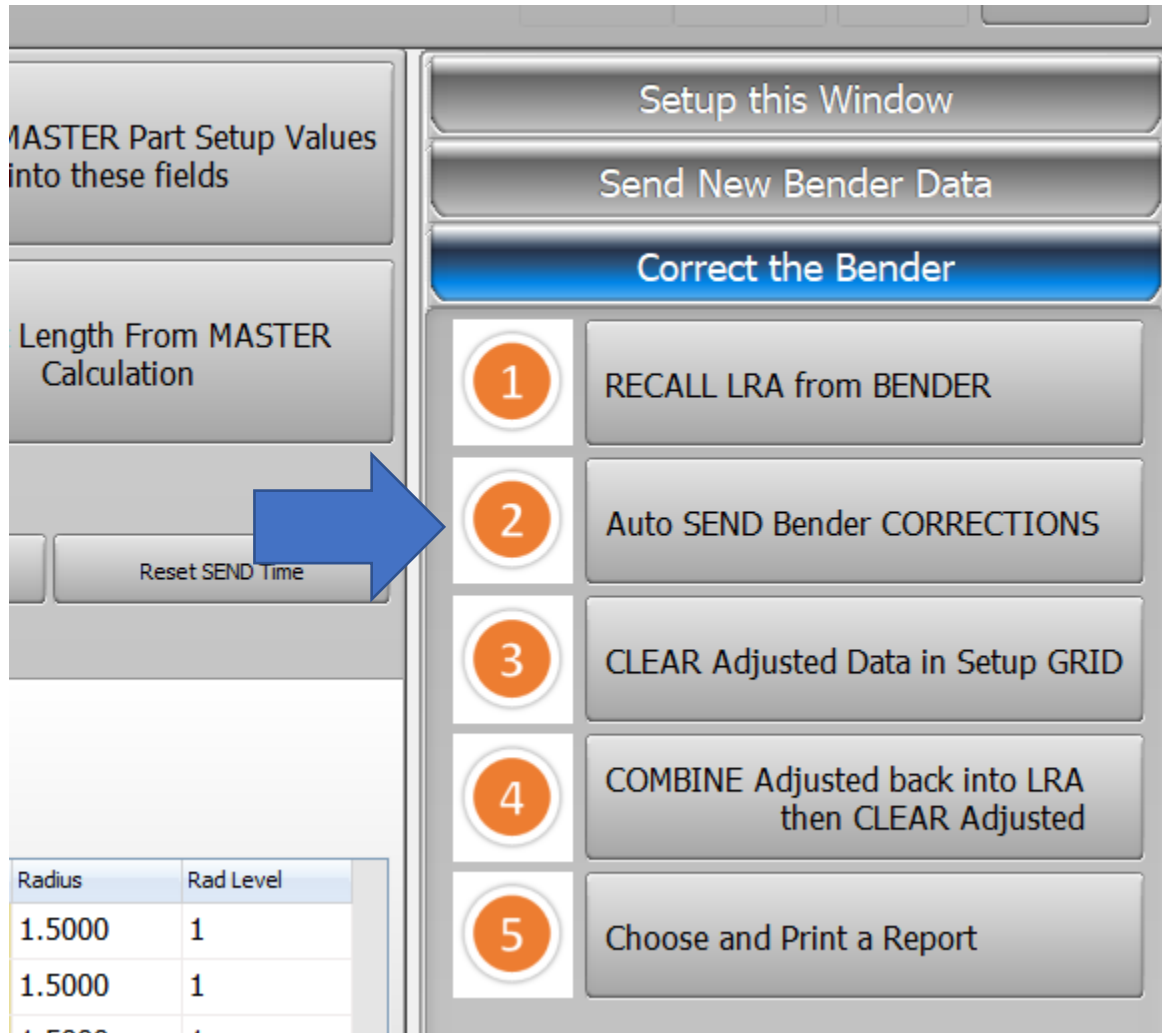 MASTER Part Setup Values
into these fields
Length From MASTER
Calculation
Reset SEND Time
Radius Rad Level
1.5000 1
1.5000 1
Setup this Window
Send New Bender Data
Correct the Bender
1 RECALL LRA from BENDER
2 Auto SEND Bender CORRECTIONS
3 CLEAR Adjusted Data in Setup GRID
4 COMBINE Adjusted back into LRA
then CLEAR Adjusted
5 Choose and Print a Report